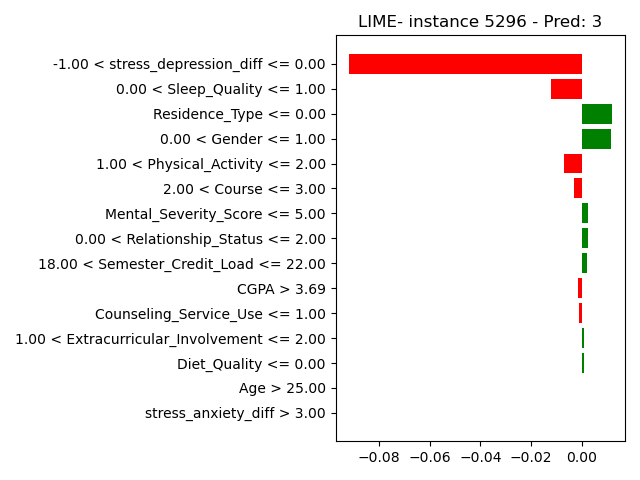 LIME- instance 5296 - Pred: 3
-1.00 < stress_depression_diff <= 0.00
0.00 < Sleep_Quality <= 1.00
Residence_Type <= 0.00
0.00 < Gender <= 1.00
1.00 < Physical_Activity <= 2.00
2.00 < Course <= 3.00
Mental_Severity_Score <= 5.00
0.00 < Relationship_Status <= 2.00
18.00 < Semester_Credit_Load <= 22.00
CGPA > 3.69
Counseling_Service_Use <= 1.00
1.00 < Extracurricular_Involvement <= 2.00
Diet_Quality <= 0.00
Age > 25.00
stress_anxiety_diff > 3.00
−0.08 −0.06 −0.04 −0.02 0.00